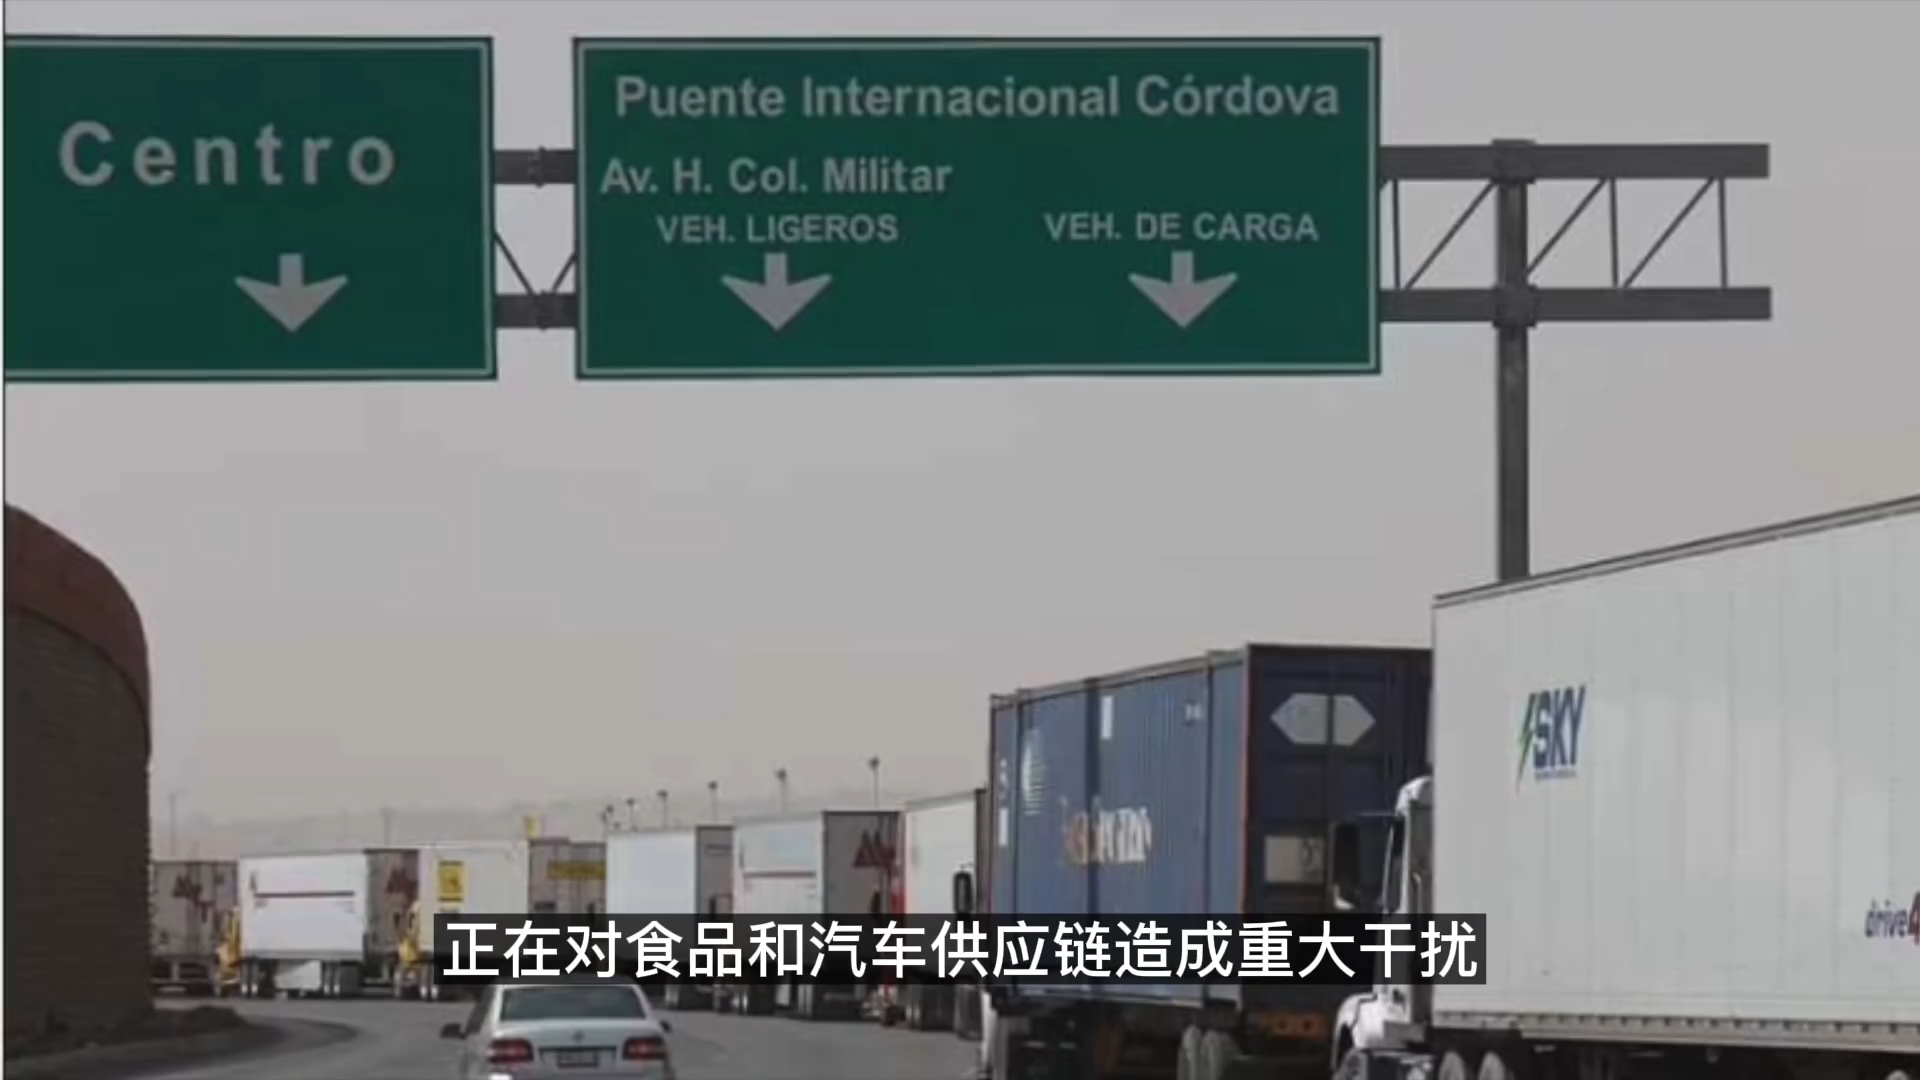 Centro
Puente Internacional Córdova
Av. H. Col. Militar
VEH. LIGEROS
VEH. DE CARGA
SKY
正在对食品和汽车供应链造成重大干扰